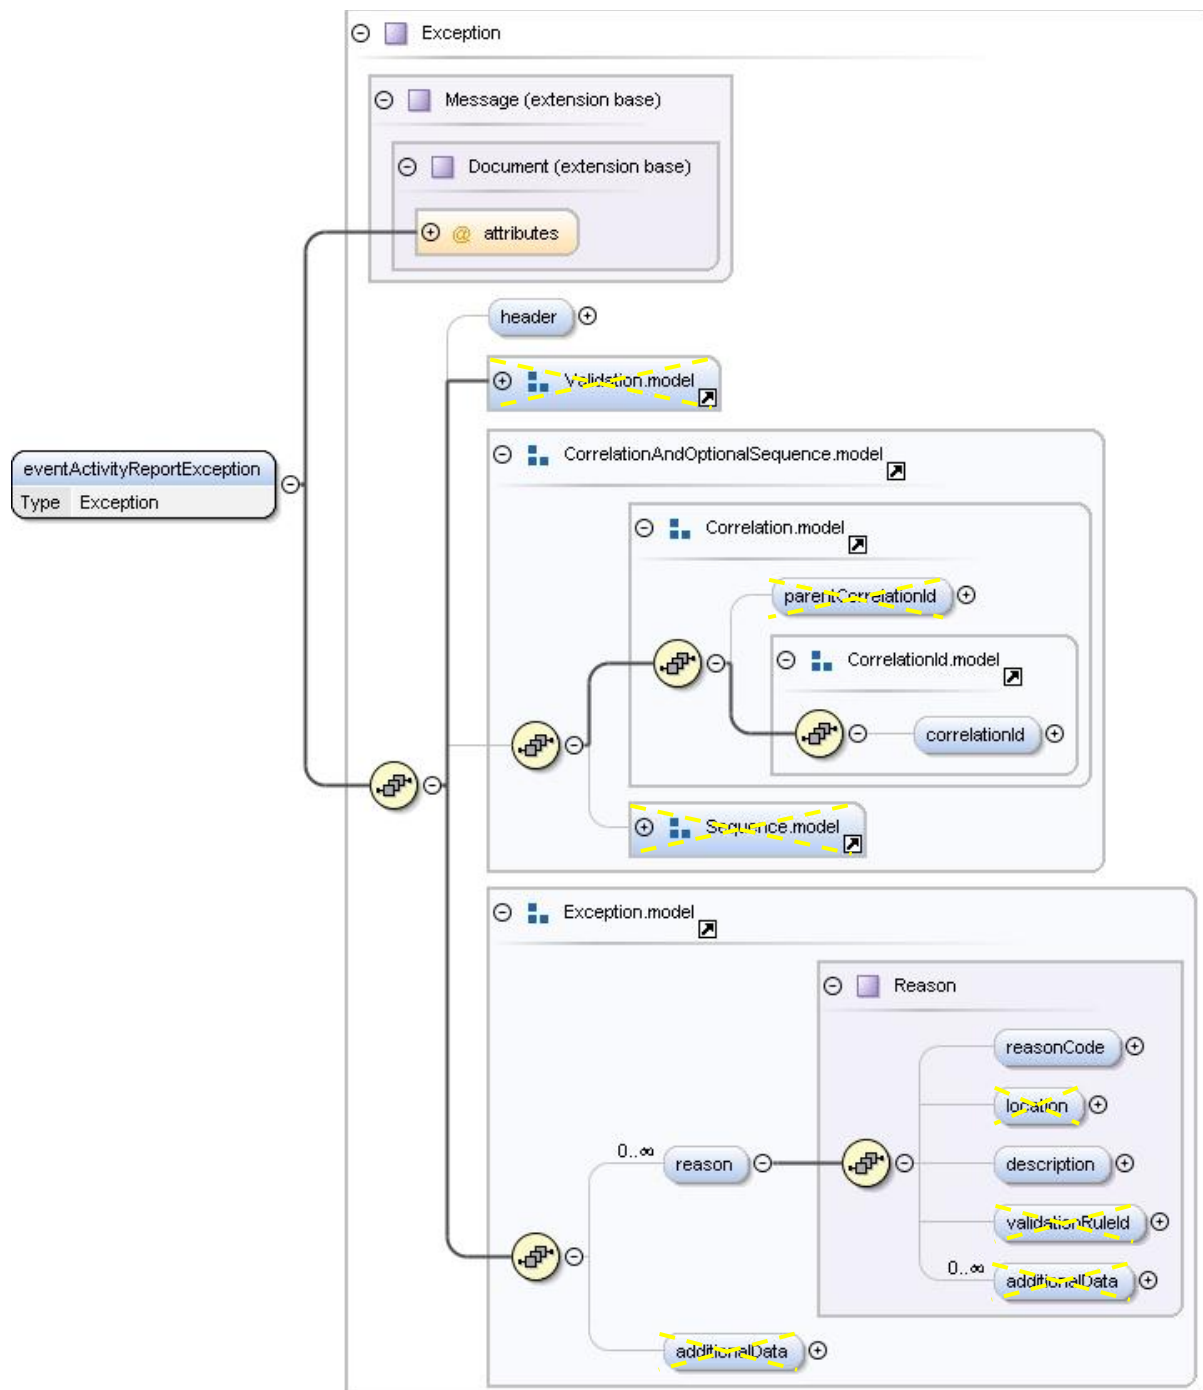 Exception
Message (extension base)
Document (extension base)
@ attributes
header
Validation.model
eventActivityReportException
Type Exception
CorrelationAndOptionalSequence.model
Correlation.model
parentCorrelationId
CorrelationId.model
correlationId
Sequence.model
Exception.model
Reason
reasonCode
location
0..∞
reason
description
validationRuleId
0..∞
additionalData
additionalData